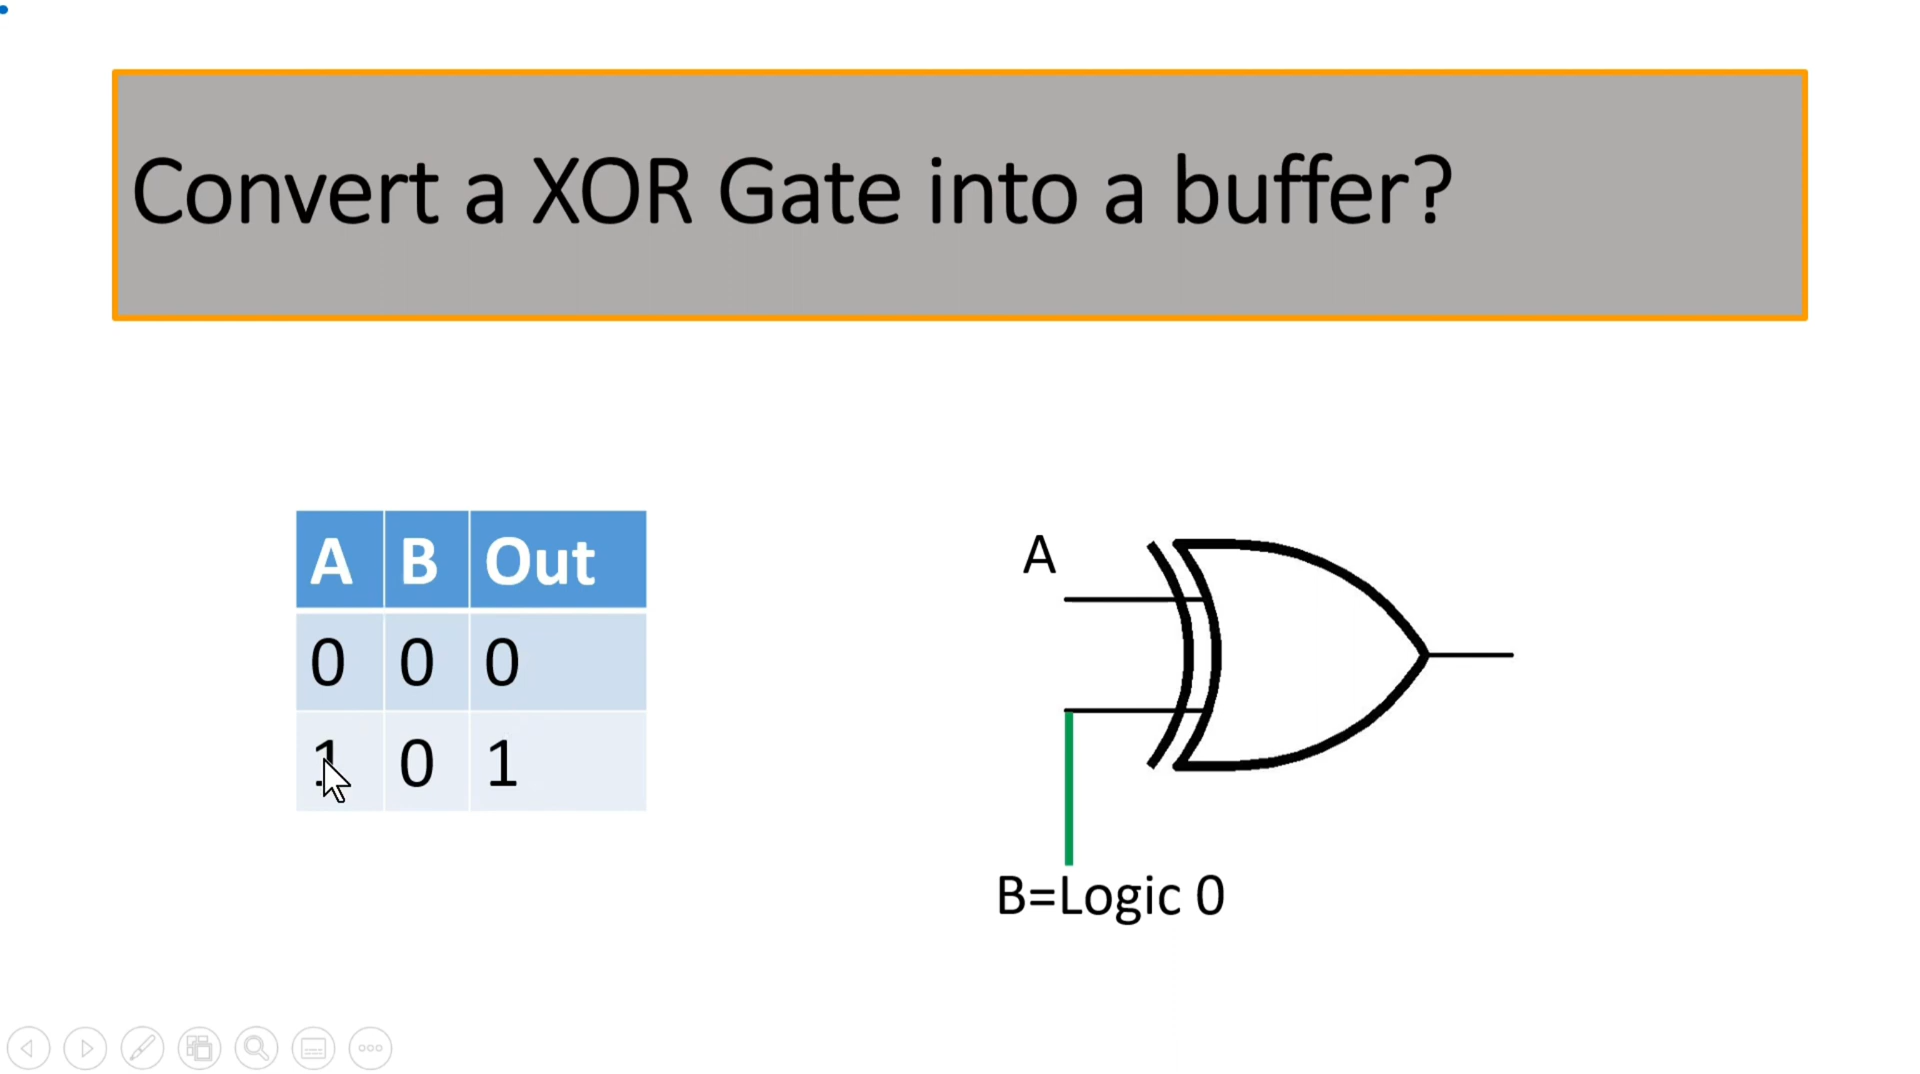 Convert a XOR Gate into a buffer?
A B Out
0 0 0
1 0 1
A
B=Logic 0